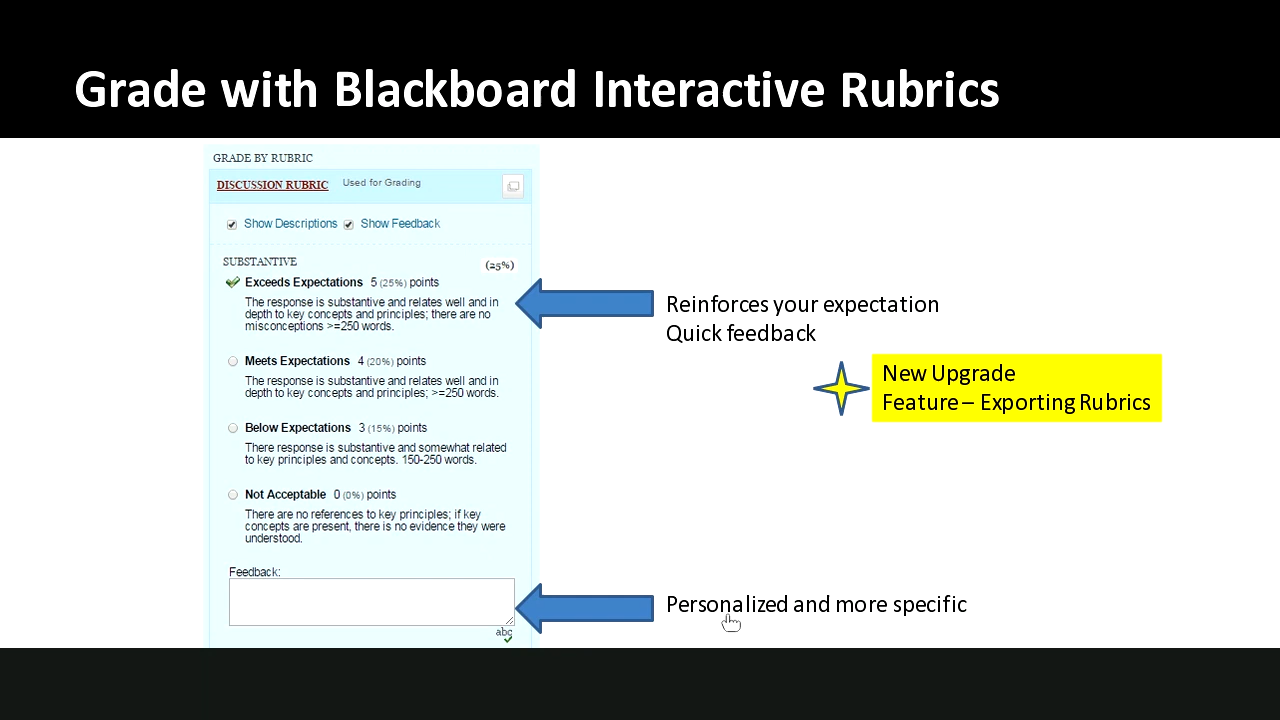 Grade with Blackboard Interactive Rubrics
GRADE BY RUBRIC
DISCUSSION RUBRIC Used for Grading
Show Descriptions Show Feedback
SUBSTANTIVE (25%)
Exceeds Expectations 5 (25%) points
The response is substantive and relates well and in
depth to key concepts and principles; there are no
misconceptions >=250 words.
Meets Expectations 4 (20%) points
The response is substantive and relates well and in
depth to key concepts and principles; >=250 words.
Below Expectations 3 (15%) points
There response is substantive and somewhat related
to key principles and concepts. 150-250 words.
Not Acceptable 0 (0%) points
There are no references to key principles; if key
concepts are present, there is no evidence they were
understood.
Feedback:
abc
Reinforces your expectation
Quick feedback
New Upgrade
Feature – Exporting Rubrics
Personalized and more specific